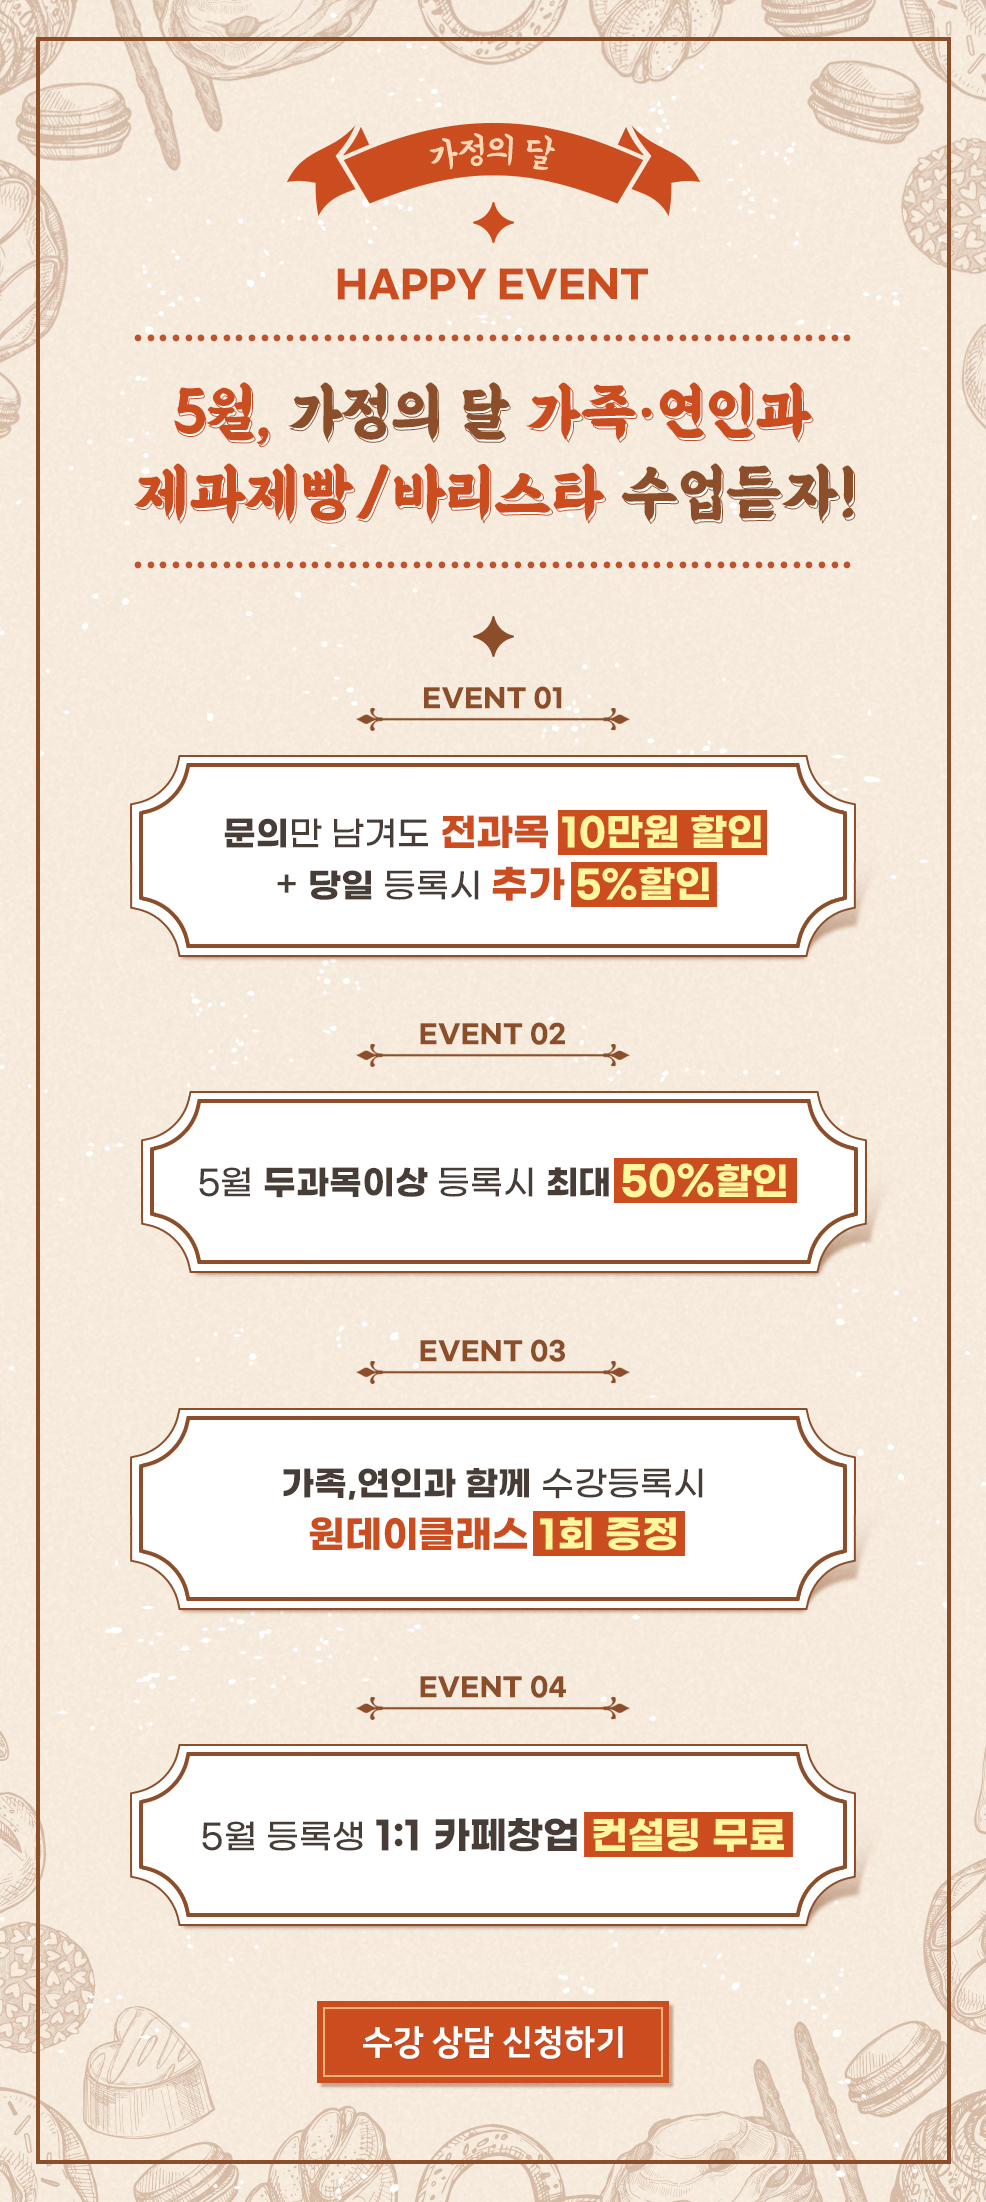 가정의 달
HAPPY EVENT
5월, 가정의 달 가족·연인과
제과제빵/바리스타 수업듣자!
EVENT 01
문의만 남겨도 전과목 10만원 할인
+ 당일 등록시 추가 5%할인
EVENT 02
5월 두과목이상 등록시 최대 50%할인
EVENT 03
가족,연인과 함께 수강등록시
원데이클래스 1회 증정
EVENT 04
5월 등록생 1:1 카페창업 컨설팅 무료
수강 상담 신청하기